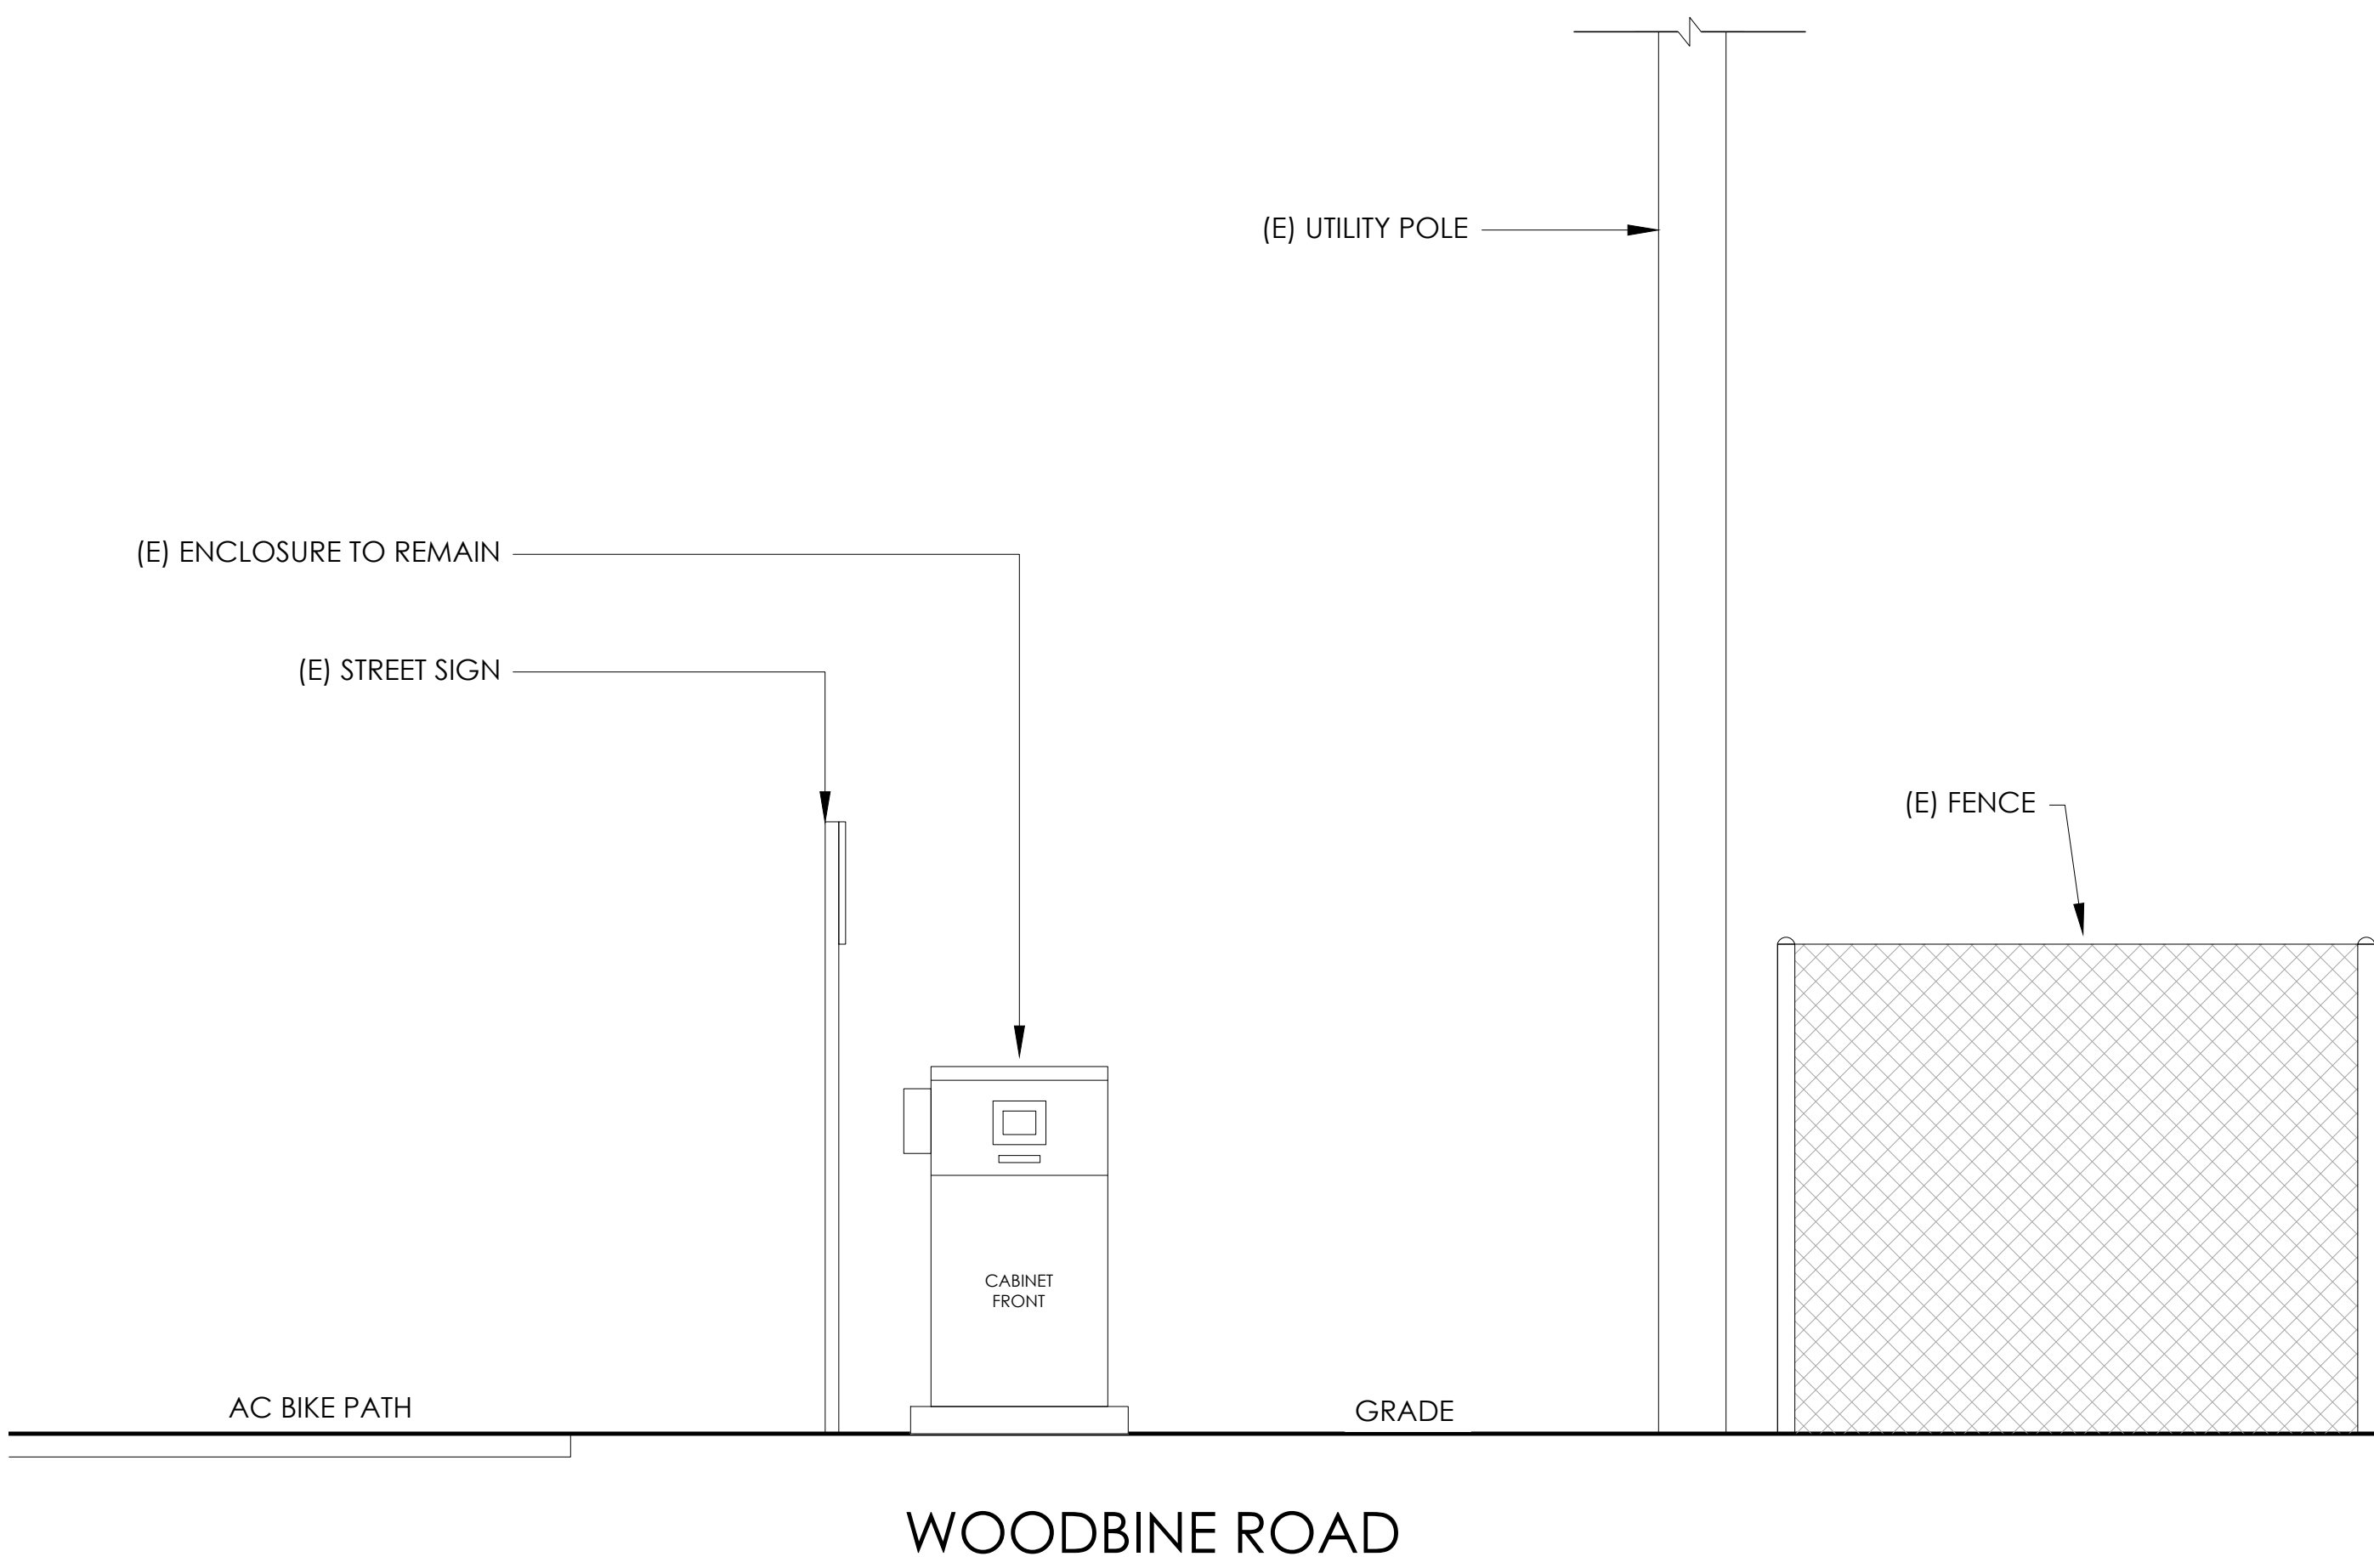 (E) UTILITY POLE
(E) ENCLOSURE TO REMAIN
(E) STREET SIGN
(E) FENCE
CABINET
FRONT
AC BIKE PATH
GRADE
WOODBINE ROAD